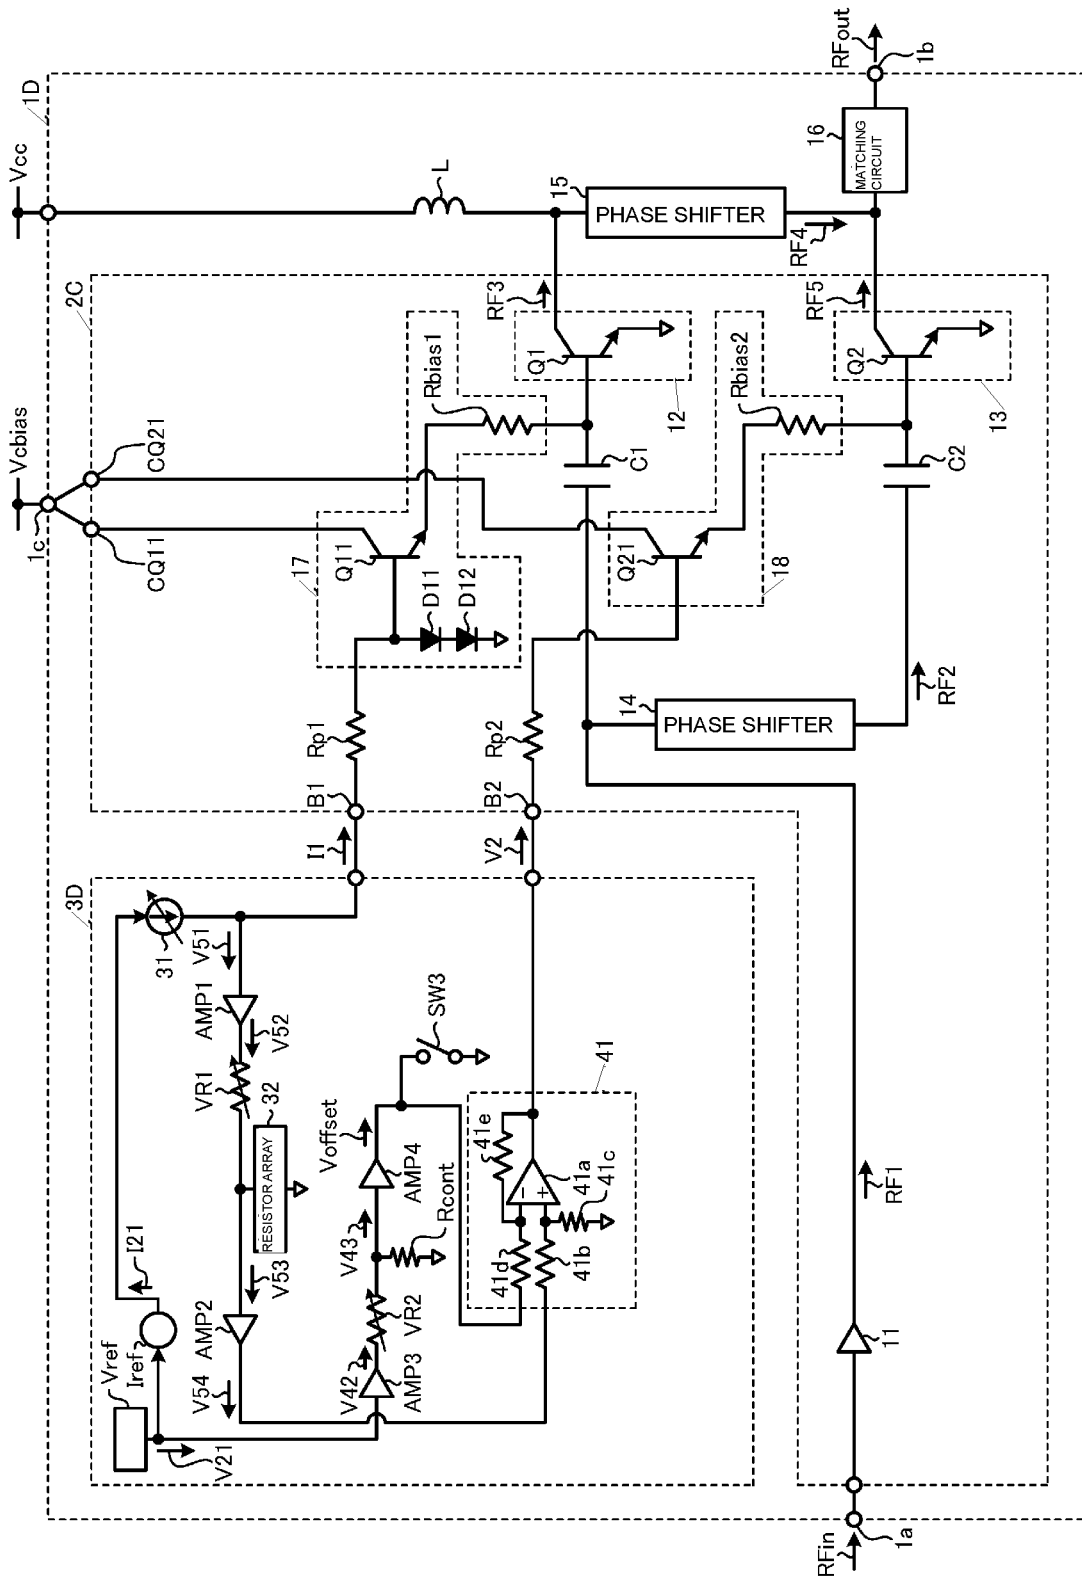 1D
Vcc
Vcbias
1c
2C
CQ11
CQ21
L
15
PHASE SHIFTER
RF4
16
MATCHING
CIRCUIT
1b
RFout
RF3
RF5
17
Q11
D11
D12
Rbias1
Q1
12
Rbias2
Q2
13
C1
Q21
18
C2
14
PHASE SHIFTER
RF2
Rp1
Rp2
B1
B2
I1
V2
3D
31
V51
AMP1
V52
VR1
32
RESISTOR ARRAY
V53
AMP2
V54
I21
Iref
Vref
V21
SW3
Voffset
AMP4
V43
Rcont
VR2
V42
AMP3
41
41e
41a
41c
41d
41b
−
+
RF1
11
1a
RFin